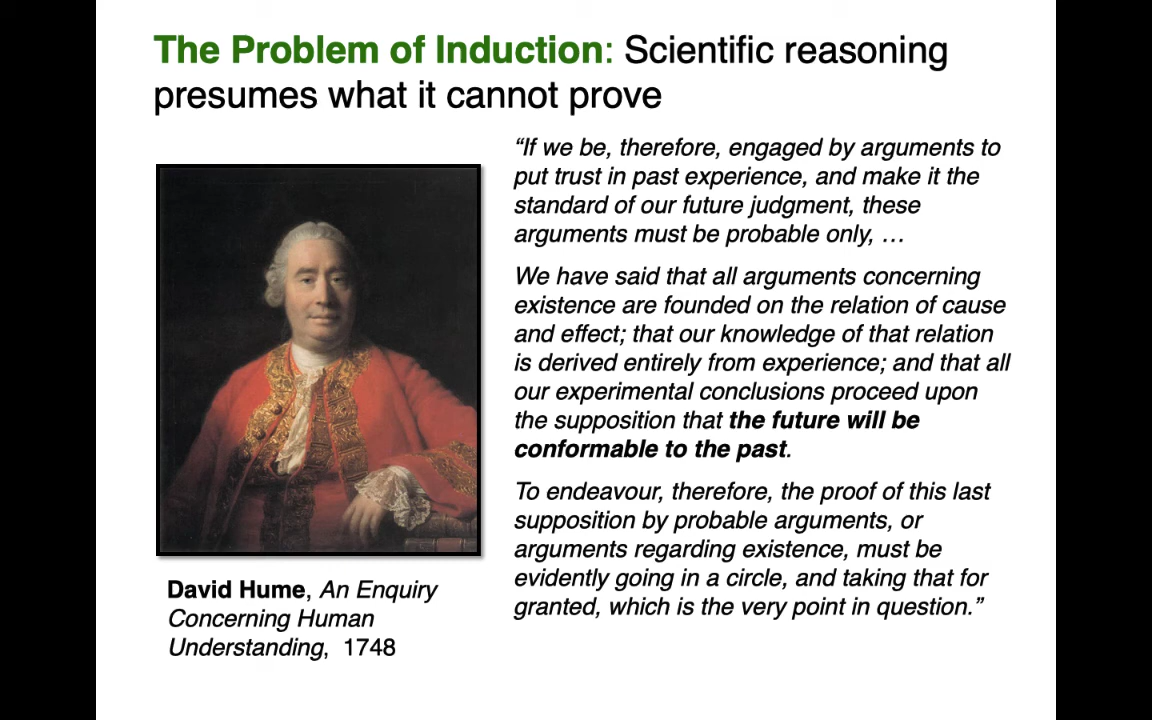 The Problem of Induction: Scientific reasoning
presumes what it cannot prove
“If we be, therefore, engaged by arguments to
put trust in past experience, and make it the
standard of our future judgment, these
arguments must be probable only, …
We have said that all arguments concerning
existence are founded on the relation of cause
and effect; that our knowledge of that relation
is derived entirely from experience; and that all
our experimental conclusions proceed upon
the supposition that the future will be
conformable to the past.
To endeavour, therefore, the proof of this last
supposition by probable arguments, or
arguments regarding existence, must be
evidently going in a circle, and taking that for
granted, which is the very point in question.”
David Hume, An Enquiry
Concerning Human
Understanding, 1748